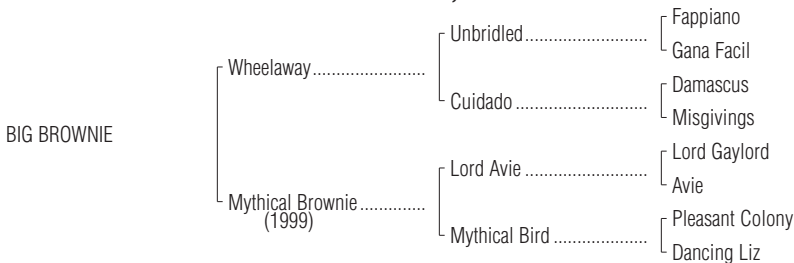 Fappiano
Unbridled
Gana Facil
Wheelaway
Damascus
Cuidado
Misgivings
BIG BROWNIE
Lord Gaylord
Lord Avie
Avie
Mythical Brownie
(1999)
Pleasant Colony
Mythical Bird
Dancing Liz